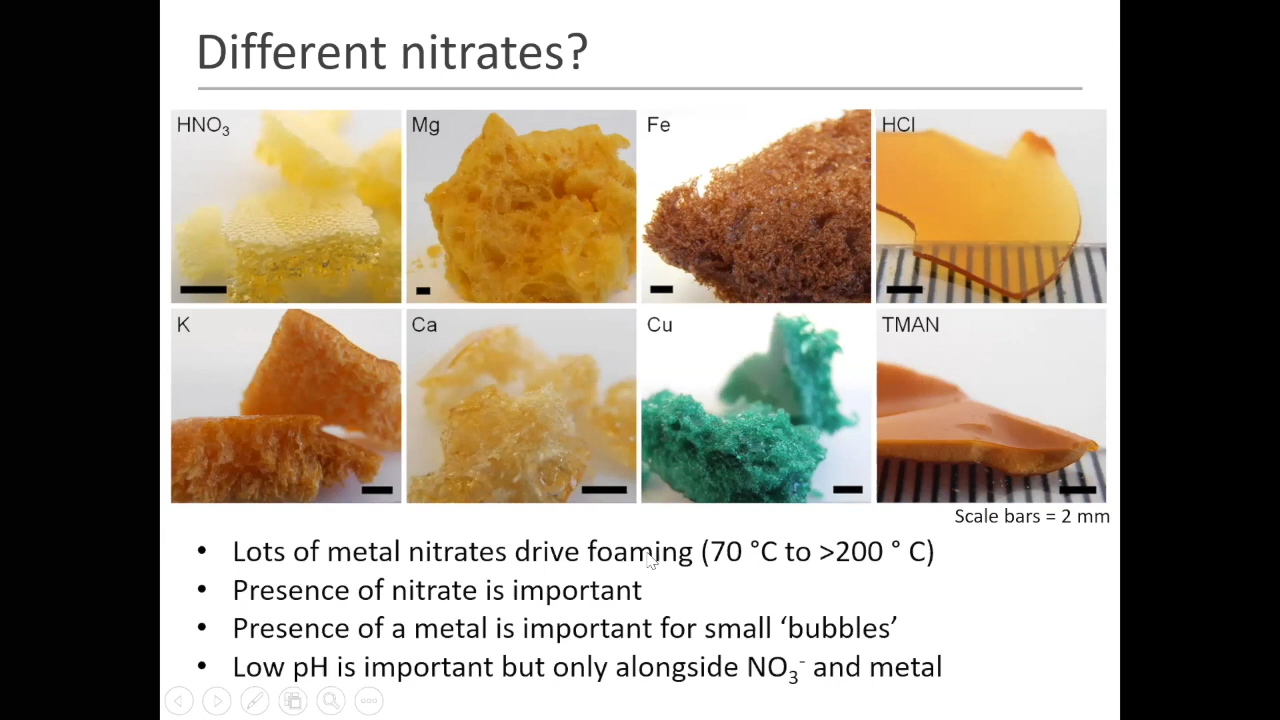 Different nitrates?
HNO₃
Mg
Fe
HCl
K
Ca
Cu
TMAN
Scale bars = 2 mm
• Lots of metal nitrates drive foaming (70 °C to >200 ° C)
• Presence of nitrate is important
• Presence of a metal is important for small ‘bubbles’
• Low pH is important but only alongside NO₃⁻ and metal